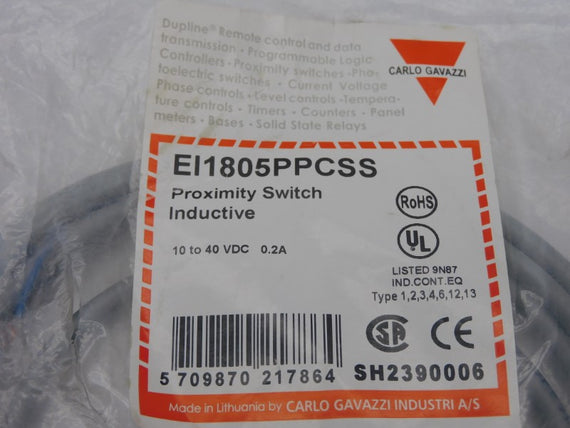 Dupline® Remote control and data
transmission • Programmable Logic
Controllers • Proximity switches •Pho-
toelectric switches • Current Voltage
Phase controls •Level controls •Tempera-
ture controls • Timers • Counters • Panel
meters • Bases • Solid State Relays
CARLO GAVAZZI
EI1805PPCSS
Proximity Switch
Inductive
10 to 40 VDC 0.2A
RoHS
UL
LISTED 9N87
IND.CONT.EQ
Type 1,2,3,4,6,12,13
SA
CE
5 709870 217864
SH2390006
Made in Lithuania by CARLO GAVAZZI INDUSTRI A/S